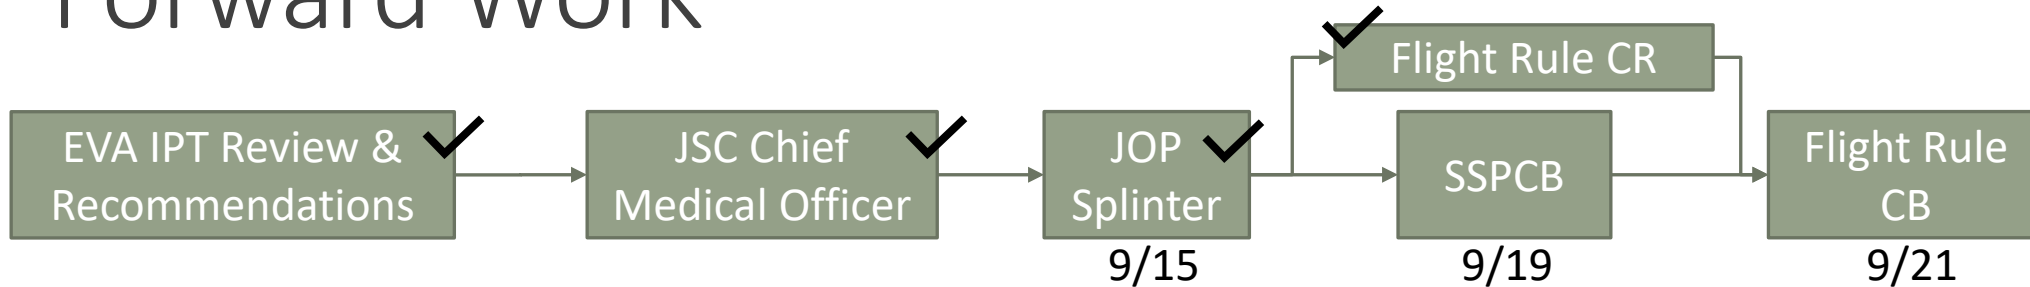 Forward Work
Flight Rule CR
EVA IPT Review &
Recommendations
JSC Chief
Medical Officer
JOP
Splinter
SSPCB
Flight Rule
CB
9/15
9/19
9/21